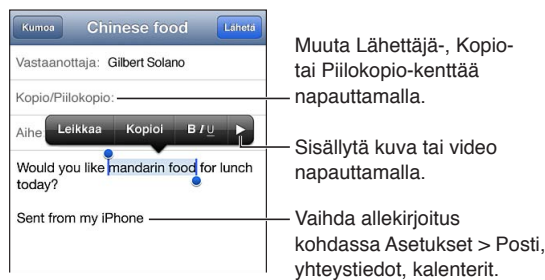 Kumoa Chinese food Lähetä
Vastaanottaja: Gilbert Solano
Kopio/Piilokopio:
Aihe Leikkaa Kopioi B I U
Would you like mandarin food for lunch
today?
Sent from my iPhone
Muuta Lähettäjä-, Kopio-
tai Piilokopio-kenttää
napauttamalla.
Sisällytä kuva tai video
napauttamalla.
Vaihda allekirjoitus
kohdassa Asetukset > Posti,
yhteystiedot, kalenterit.